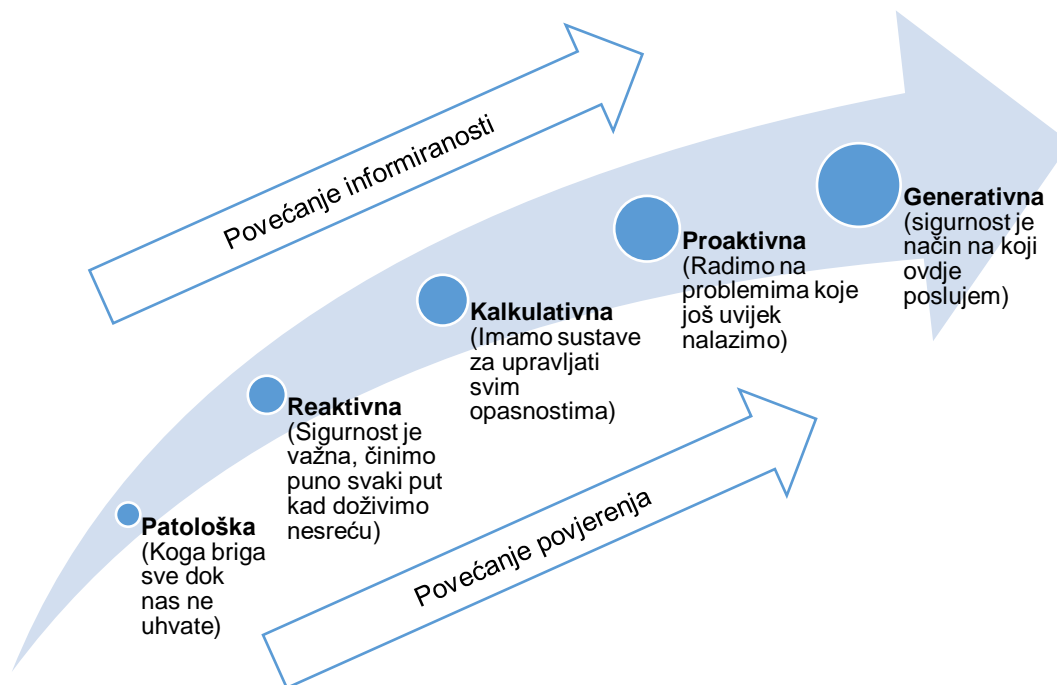 Povećanje informiranosti
Generativna
(sigurnost je
način na koji
ovdje
poslujem)
Proaktivna
(Radimo na
problemima koje
još uvijek
nalazimo)
Kalkulativna
(Imamo sustave
za upravljati
svim
opasnostima)
Reaktivna
(Sigurnost je
važna, činimo
puno svaki put
kad doživimo
nesreću)
Patološka
(Koga briga
sve dok
nas ne
uhvate)
Povećanje povjerenja